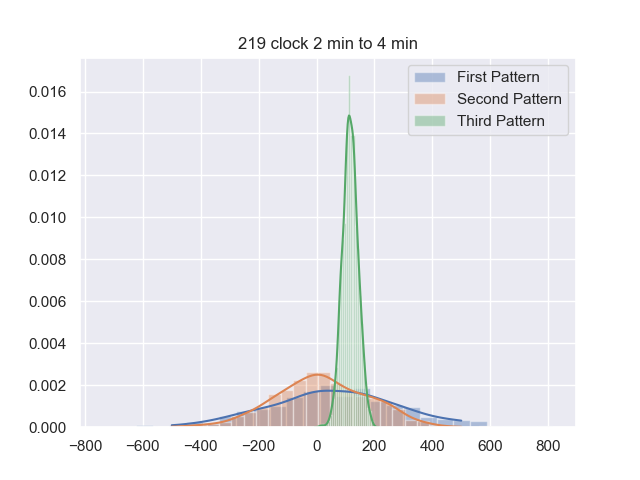 219 clock 2 min to 4 min
First Pattern
Second Pattern
Third Pattern
0.016
0.014
0.012
0.010
0.008
0.006
0.004
0.002
0.000
−800 −600 −400 −200 0 200 400 600 800